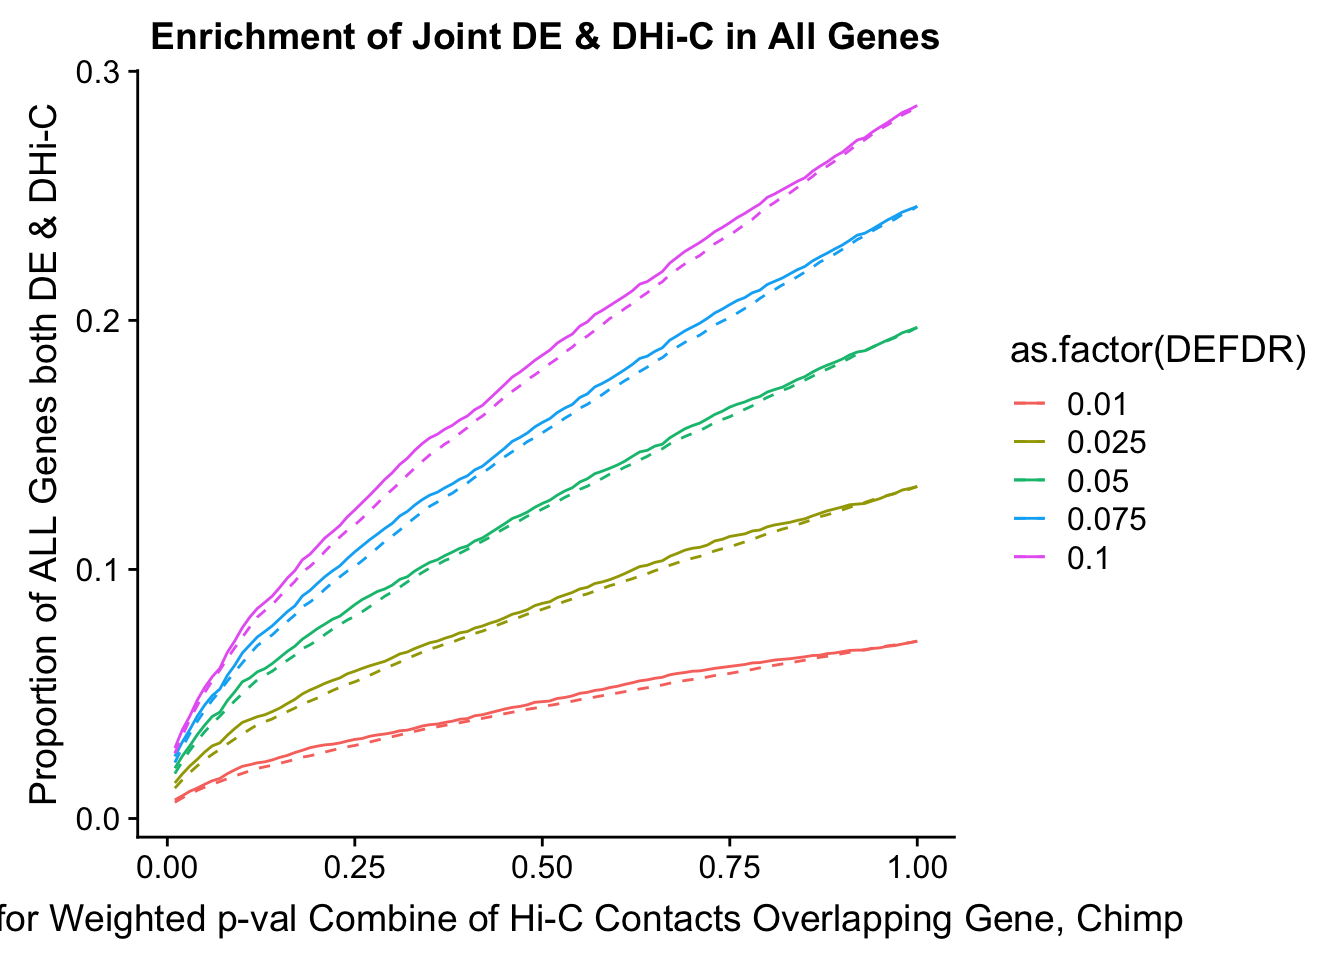 Enrichment of Joint DE & DHi-C in All Genes
Proportion of ALL Genes both DE & DHi-C
0.3
0.2
0.1
0.0
0.00 0.25 0.50 0.75 1.00
for Weighted p-val Combine of Hi-C Contacts Overlapping Gene, Chimp
as.factor(DEFDR)
0.01
0.025
0.05
0.075
0.1